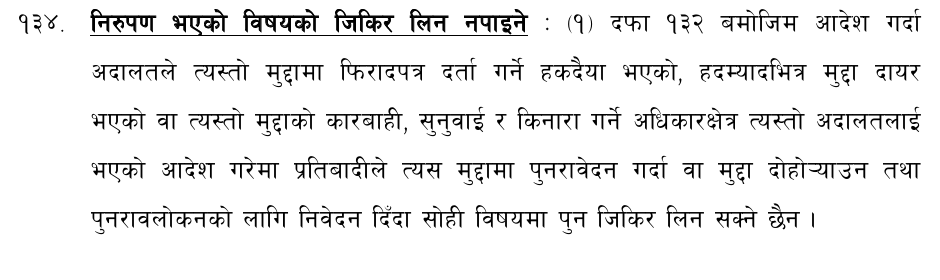 १३४. निरुपण भएको विषयको जिकिर लिन नपाइने : (१) दफा १३२ बमोजिम आदेश गर्दा
अदालतले त्यस्तो मुद्दामा फिरादपत्र दर्ता गर्ने हकदैया भएको, हदम्यादभित्र मुद्दा दायर
भएको वा त्यस्तो मुद्दाको कारबाही, सुनुवाई र किनारा गर्ने अधिकारक्षेत्र त्यस्तो अदालतलाई
भएको आदेश गरेमा प्रतिबादीले त्यस मुद्दामा पुनरावेदन गर्दा वा मुद्दा दोहोऱ्याउन तथा
पुनरावलोकनको लागि निवेदन दिँदा सोही विषयमा पुन जिकिर लिन सक्ने छैन ।